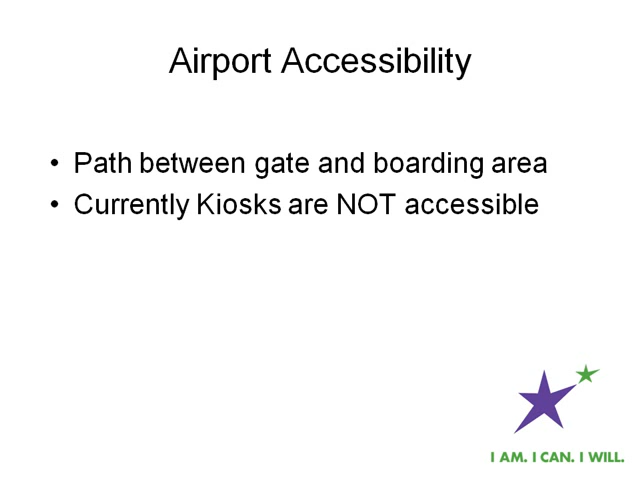 Airport Accessibility
• Path between gate and boarding area
• Currently Kiosks are NOT accessible
I AM. I CAN. I WILL.